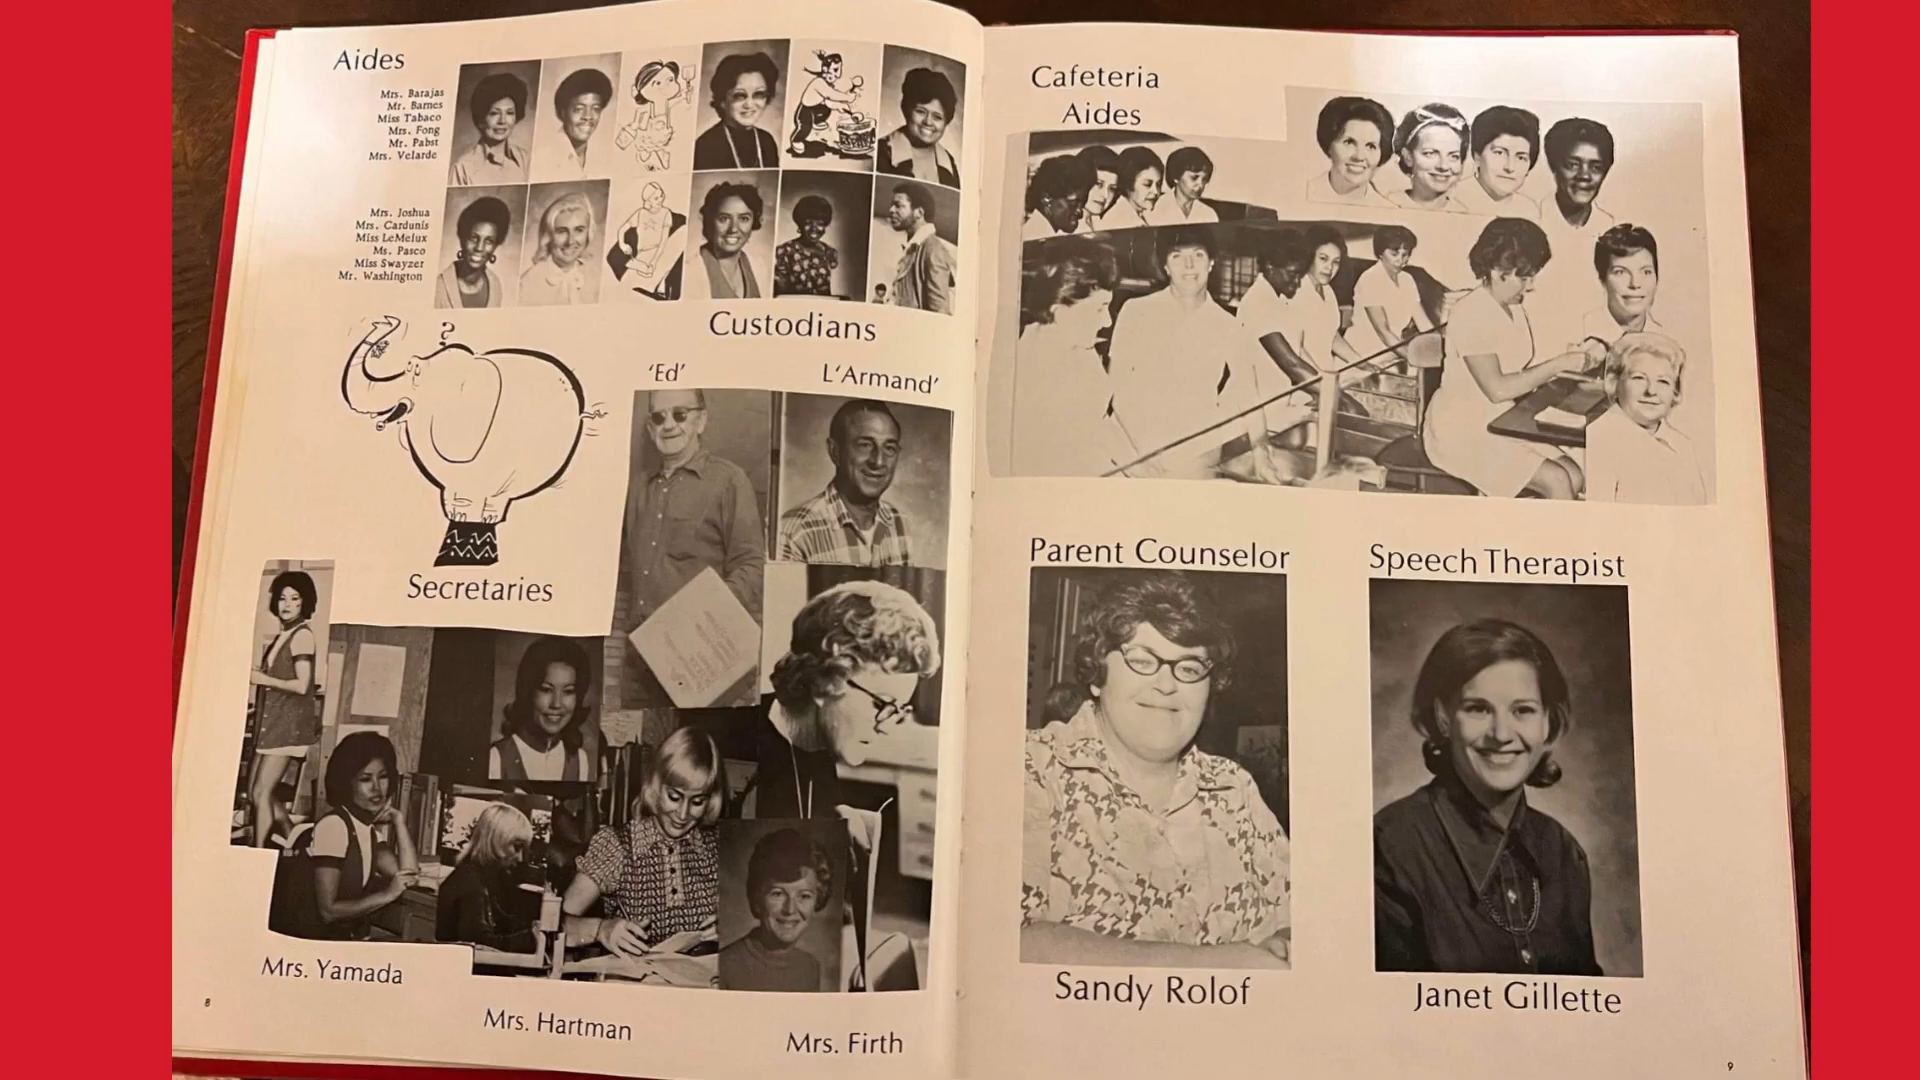 Aides
Mrs. Barajas
Mr. Barnes
Miss Tabaco
Mrs. Fong
Mr. Pabst
Mrs. Velarde
Mrs. Joshua
Mrs. Cardunis
Miss LeMelux
Ms. Pasco
Miss Swayzer
Mr. Washington
Custodians
'Ed'
L'Armand'
?
Secretaries
Mrs. Yamada
Mrs. Hartman
Mrs. Firth
8
Cafeteria
Aides
Parent Counselor
Speech Therapist
Sandy Rolof
Janet Gillette
9